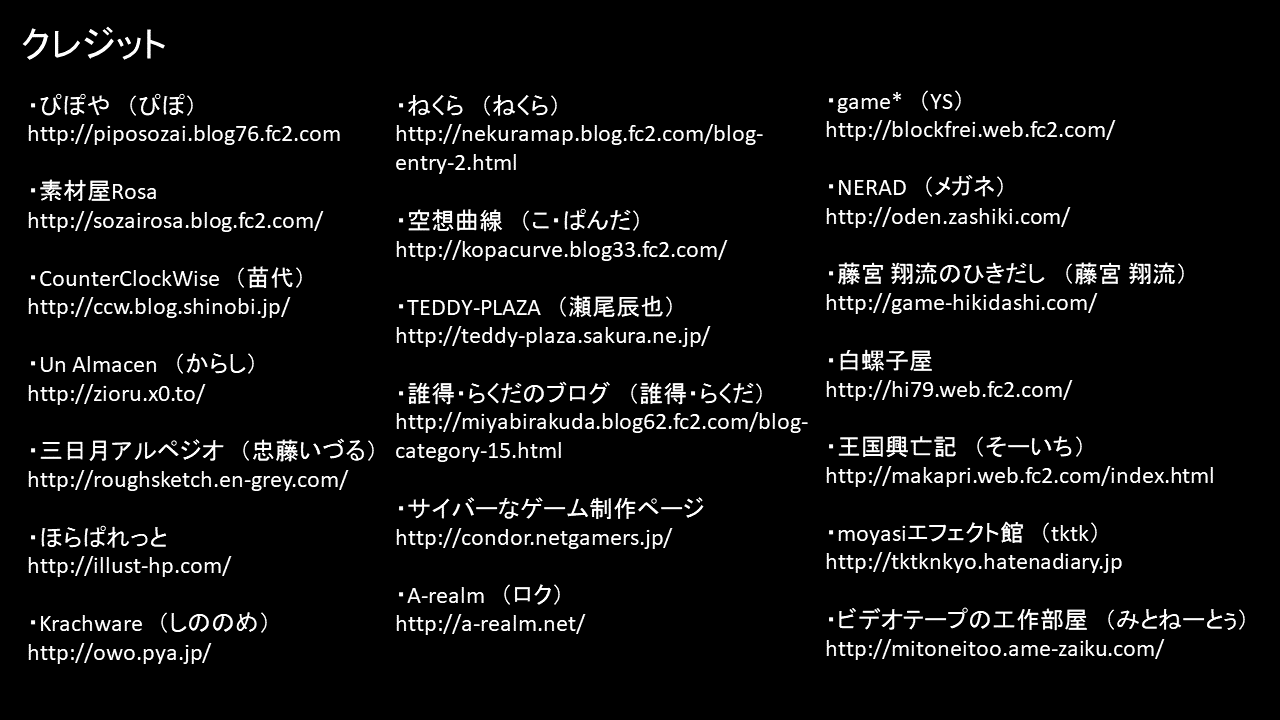 クレジット
・ぴぽや （ぴぽ）
http://piposozai.blog76.fc2.com
・素材屋Rosa
http://sozairosa.blog.fc2.com/
・CounterClockWise （苗代）
http://ccw.blog.shinobi.jp/
・Un Almacen （からし）
http://zioru.x0.to/
・三日月アルペジオ （忠藤いづる）
http://roughsketch.en-grey.com/
・ほらぱれっと
http://illust-hp.com/
・Krachware （しののめ）
http://owo.pya.jp/
・ねくら （ねくら）
http://nekuramap.blog.fc2.com/blog-
entry-2.html
・空想曲線 （こ・ぱんだ）
http://kopacurve.blog33.fc2.com/
・TEDDY-PLAZA （瀬尾辰也）
http://teddy-plaza.sakura.ne.jp/
・誰得・らくだのブログ （誰得・らくだ）
http://miyabirakuda.blog62.fc2.com/blog-
category-15.html
・サイバーなゲーム制作ページ
http://condor.netgamers.jp/
・A-realm （ロク）
http://a-realm.net/
・game* （YS）
http://blockfrei.web.fc2.com/
・NERAD （メガネ）
http://oden.zashiki.com/
・藤宮 翔流のひきだし （藤宮 翔流）
http://game-hikidashi.com/
・白螺子屋
http://hi79.web.fc2.com/
・王国興亡記 （そーいち）
http://makapri.web.fc2.com/index.html
・moyasiエフェクト館 （tktk）
http://tktknkyo.hatenadiary.jp
・ビデオテープの工作部屋 （みとねーとぅ）
http://mitoneitoo.ame-zaiku.com/